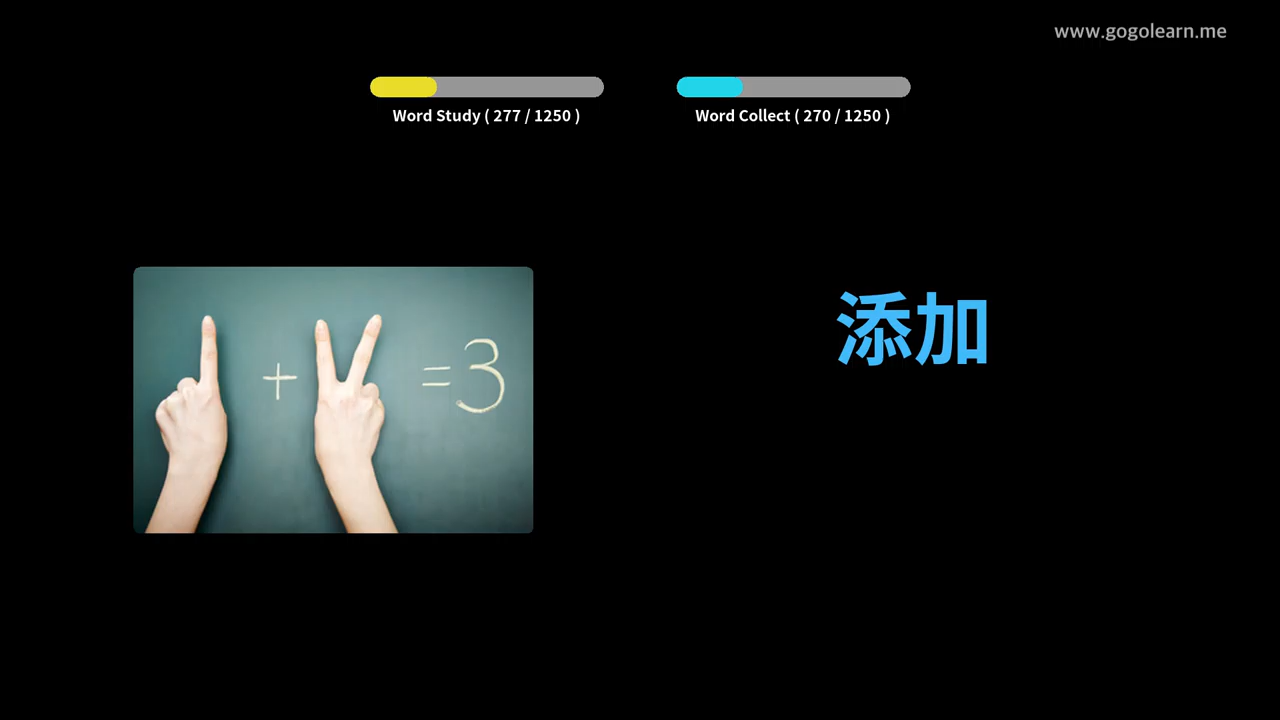 www.gogolearn.me
Word Study ( 277 / 1250 )
Word Collect ( 270 / 1250 )
添加
+ = 3